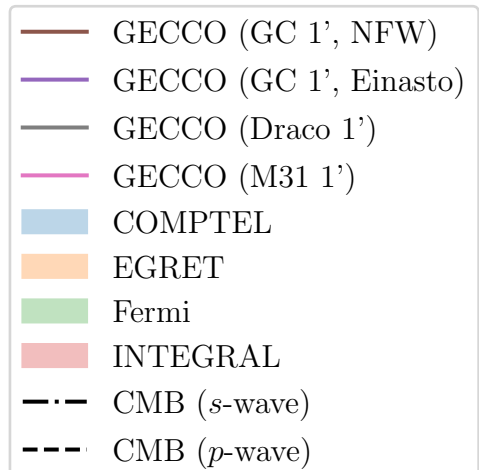 GECCO (GC 1', NFW)
GECCO (GC 1', Einasto)
GECCO (Draco 1')
GECCO (M31 1')
COMPTEL
EGRET
Fermi
INTEGRAL
CMB (s-wave)
CMB (p-wave)